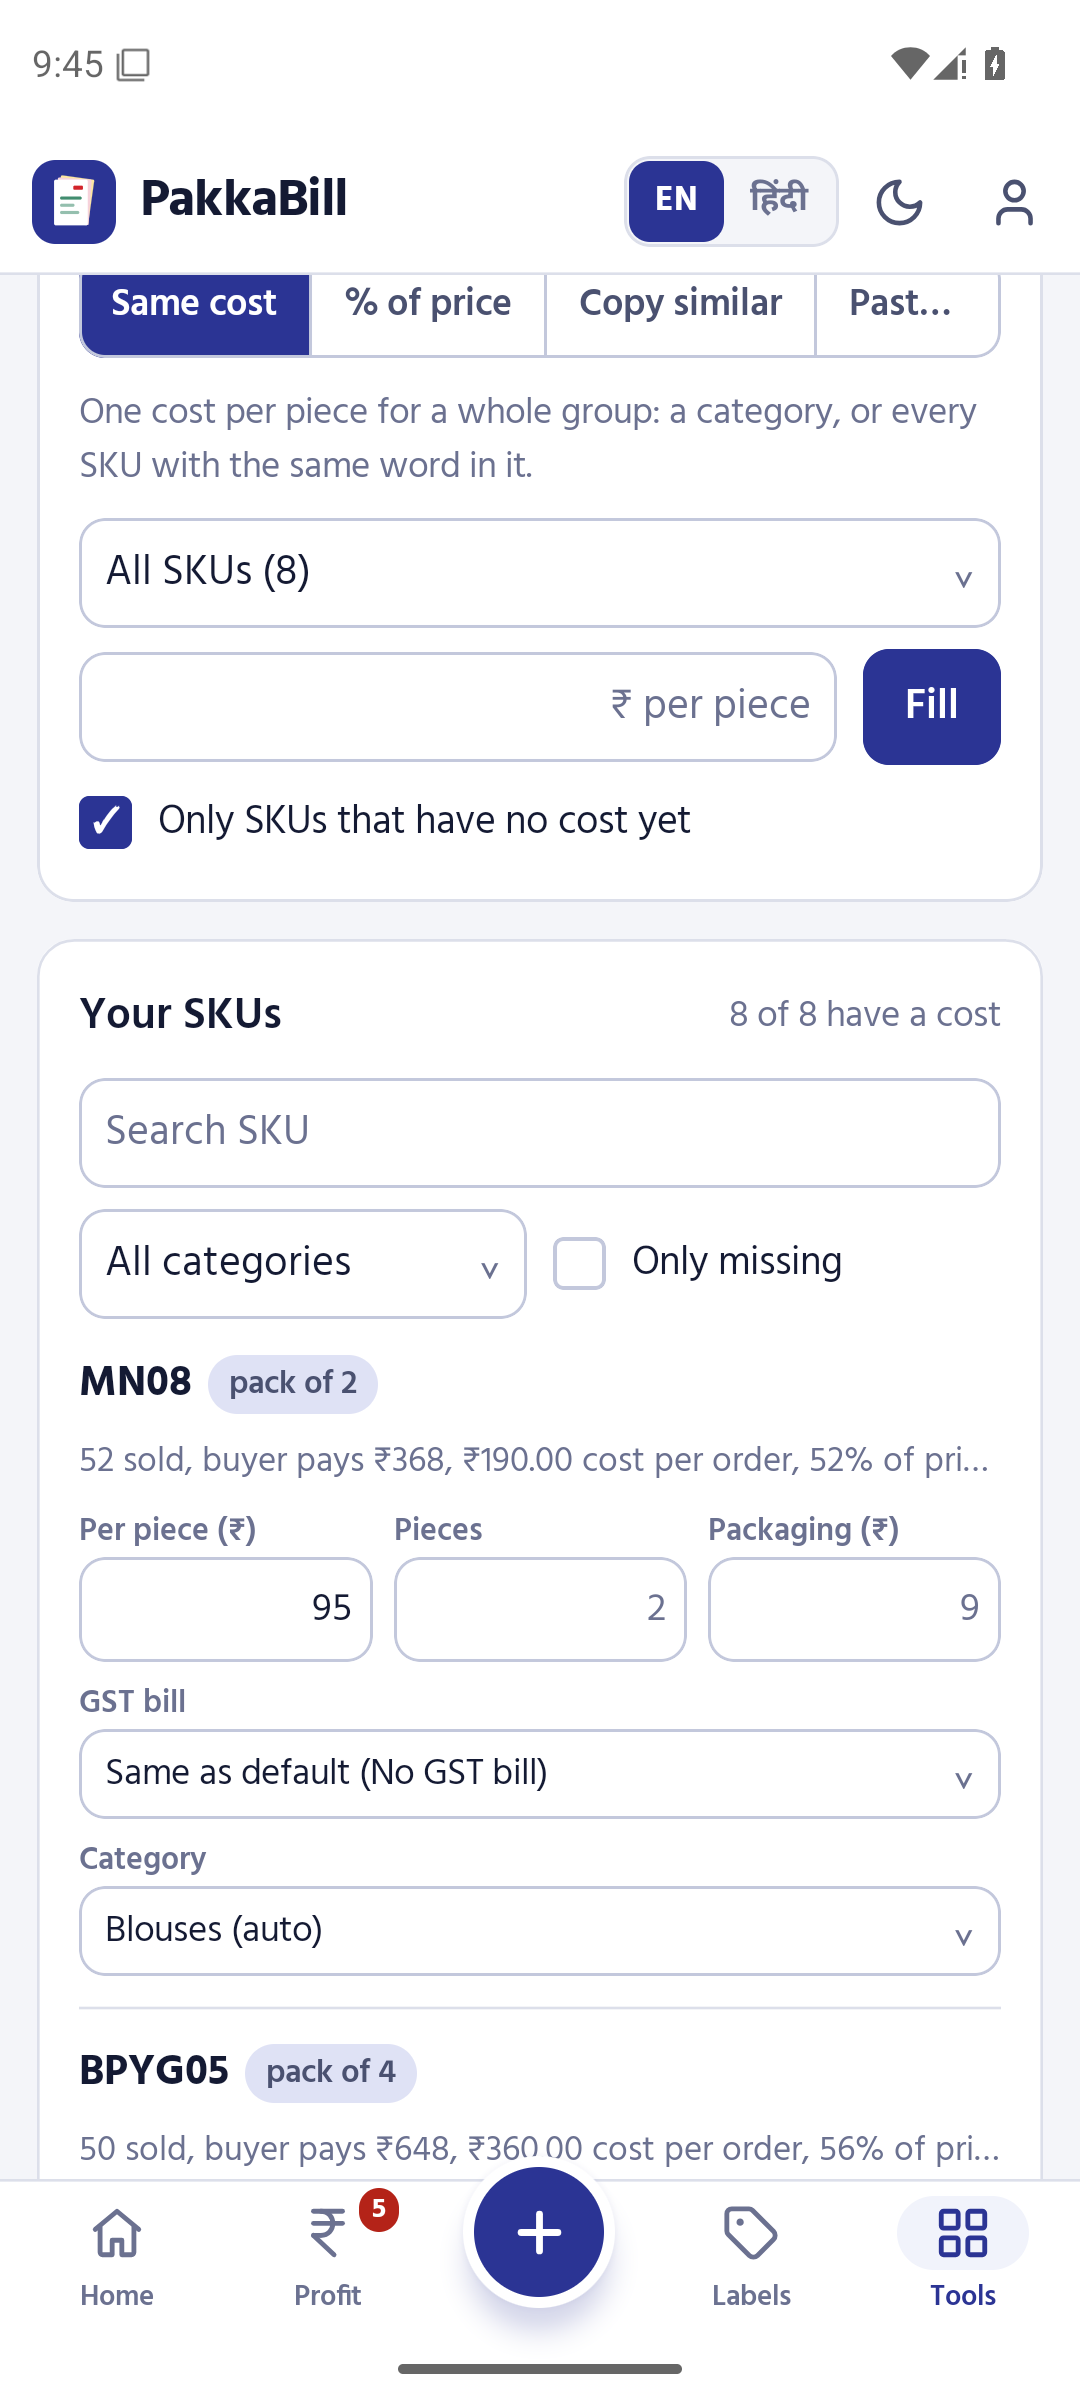 9:45
PakkaBill
EN
हिंदी
Same cost
% of price
Copy similar
Past...
One cost per piece for a whole group: a category, or every
SKU with the same word in it.
All SKUs (8)
₹ per piece
Fill
Only SKUs that have no cost yet
Your SKUs
8 of 8 have a cost
Search SKU
All categories
Only missing
MN08
pack of 2
52 sold, buyer pays ₹368, ₹190.00 cost per order, 52% of pri...
Per piece (₹)
Pieces
Packaging (₹)
95
2
9
GST bill
Same as default (No GST bill)
Category
Blouses (auto)
BPYG05
pack of 4
50 sold, buyer pays ₹648, ₹360.00 cost per order, 56% of pri...
5
Home
Profit
Labels
Tools